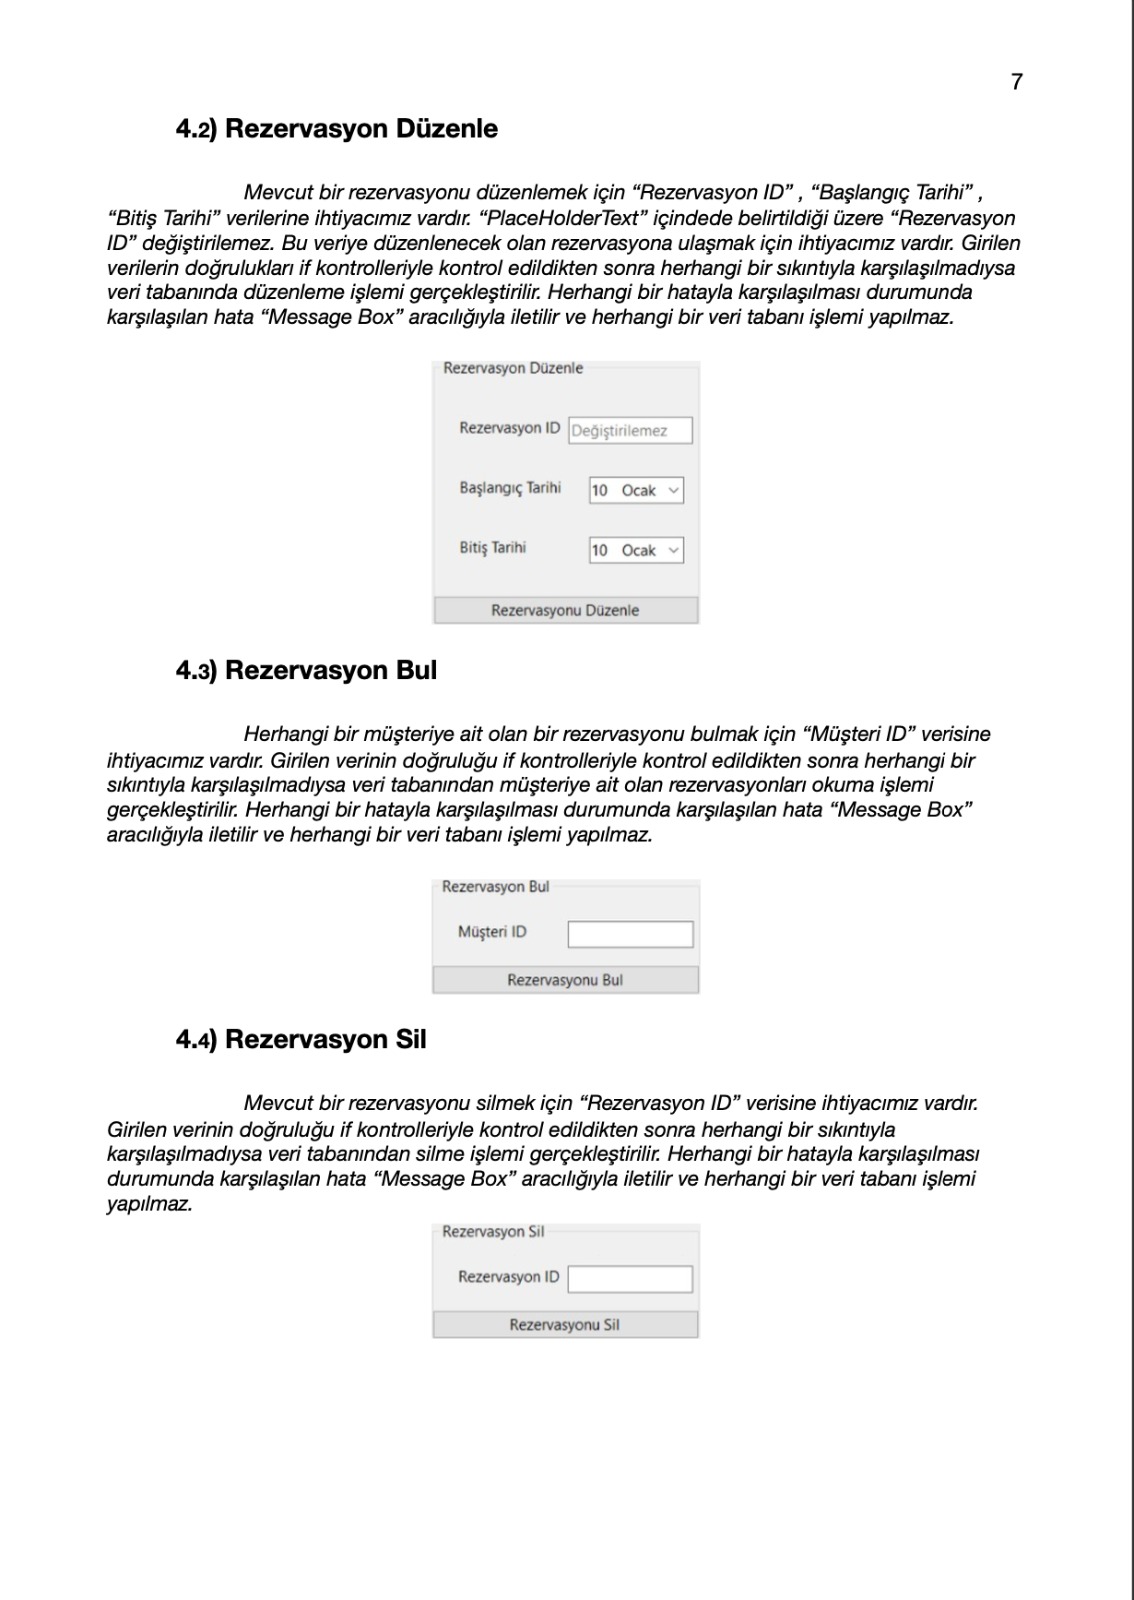 7
4.2) Rezervasyon Düzenle
Mevcut bir rezervasyonu düzenlemek için “Rezervasyon ID” , “Başlangıç Tarihi” ,
“Bitiş Tarihi” verilerine ihtiyacımız vardır. “PlaceHolderText” içindede belirtildiği üzere “Rezervasyon
ID” değiştirilemez. Bu veriye düzenlenecek olan rezervasyona ulaşmak için ihtiyacımız vardır. Girilen
verilerin doğrulukları if kontrolleriyle kontrol edildikten sonra herhangi bir sıkıntıyla karşılaşılmadıysa
veri tabanında düzenleme işlemi gerçekleştirilir. Herhangi bir hatayla karşılaşılması durumunda
karşılaşılan hata “Message Box” aracılığıyla iletilir ve herhangi bir veri tabanı işlemi yapılmaz.
Rezervasyon Düzenle
Rezervasyon ID Değiştirilemez
Başlangıç Tarihi 10 Ocak
Bitiş Tarihi 10 Ocak
Rezervasyonu Düzenle
4.3) Rezervasyon Bul
Herhangi bir müşteriye ait olan bir rezervasyonu bulmak için “Müşteri ID” verisine
ihtiyacımız vardır. Girilen verinin doğruluğu if kontrolleriyle kontrol edildikten sonra herhangi bir
sıkıntıyla karşılaşılmadıysa veri tabanından müşteriye ait olan rezervasyonları okuma işlemi
gerçekleştirilir. Herhangi bir hatayla karşılaşılması durumunda karşılaşılan hata “Message Box”
aracılığıyla iletilir ve herhangi bir veri tabanı işlemi yapılmaz.
Rezervasyon Bul
Müşteri ID
Rezervasyonu Bul
4.4) Rezervasyon Sil
Mevcut bir rezervasyonu silmek için “Rezervasyon ID” verisine ihtiyacımız vardır.
Girilen verinin doğruluğu if kontrolleriyle kontrol edildikten sonra herhangi bir sıkıntıyla
karşılaşılmadıysa veri tabanından silme işlemi gerçekleştirilir. Herhangi bir hatayla karşılaşılması
durumunda karşılaşılan hata “Message Box” aracılığıyla iletilir ve herhangi bir veri tabanı işlemi
yapılmaz.
Rezervasyon Sil
Rezervasyon ID
Rezervasyonu Sil